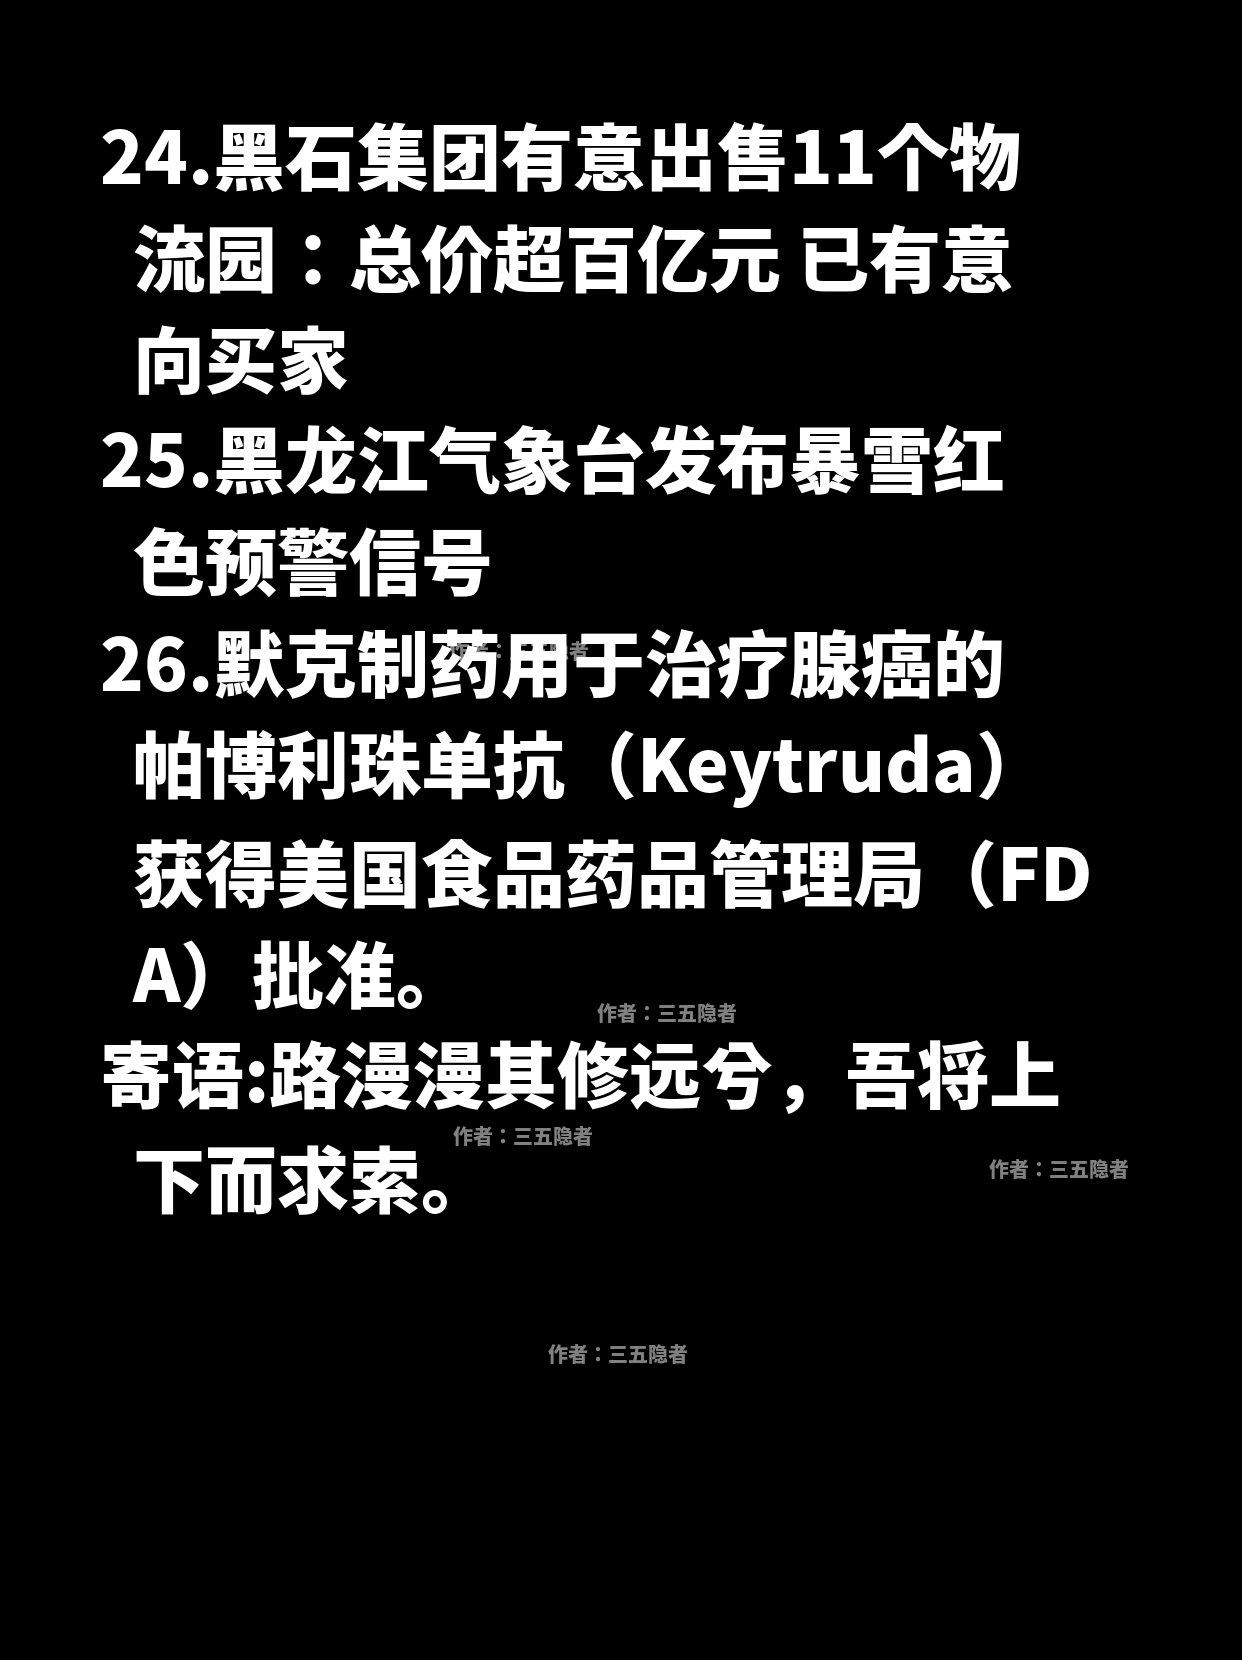 24.黑石集团有意出售11个物
流园：总价超百亿元 已有意
向买家
25.黑龙江气象台发布暴雪红
色预警信号
26.默克制药用于治疗腺癌的
帕博利珠单抗（Keytruda）
获得美国食品药品管理局（FD
A）批准。
作者：三五隐者
寄语:路漫漫其修远兮，吾将上
作者：三五隐者
下而求索。
作者：三五隐者
作者：三五隐者